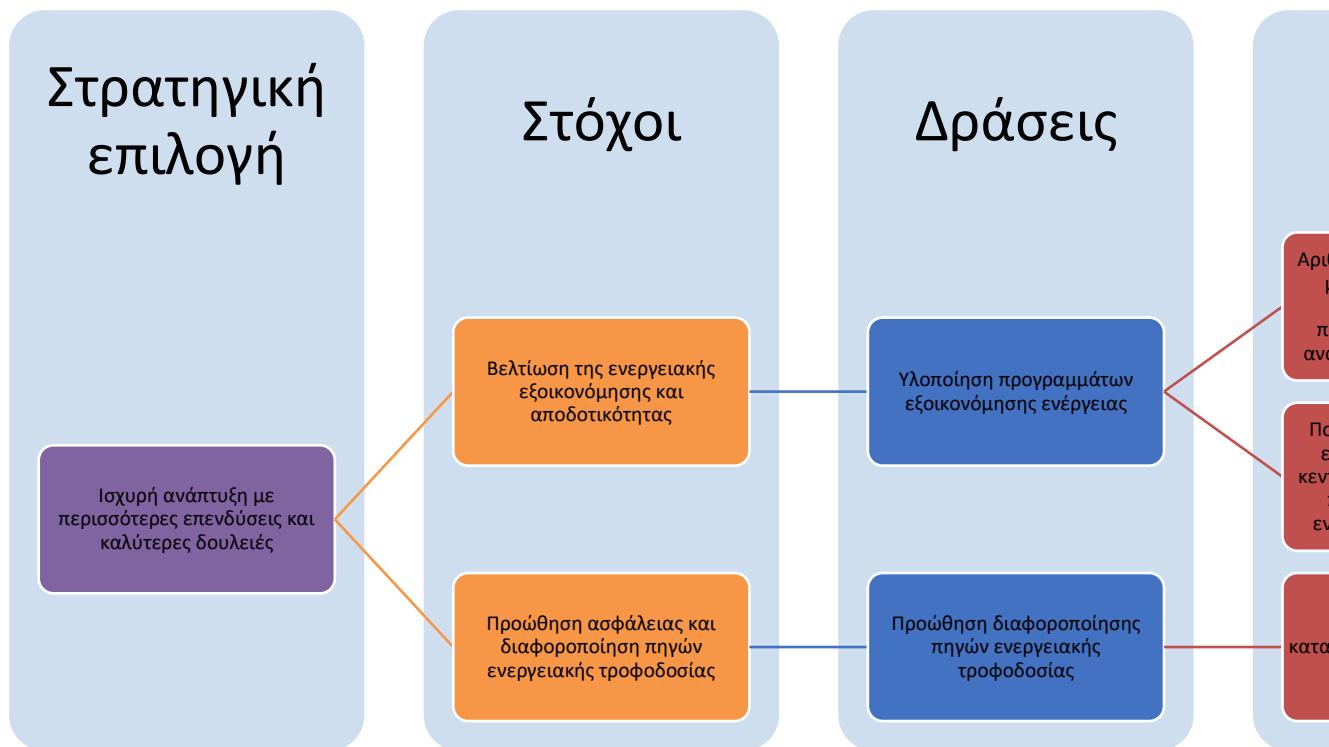 Στρατηγική
επιλογή
Στόχοι
Δράσεις
Ισχυρή ανάπτυξη με
περισσότερες επενδύσεις και
καλύτερες δουλειές
Βελτίωση της ενεργειακής
εξοικονόμησης και
αποδοτικότητας
Προώθηση ασφάλειας και
διαφοροποίηση πηγών
ενεργειακής τροφοδοσίας
Υλοποίηση προγραμμάτων
εξοικονόμησης ενέργειας
Προώθηση διαφοροποίησης
πηγών ενεργειακής
τροφοδοσίας